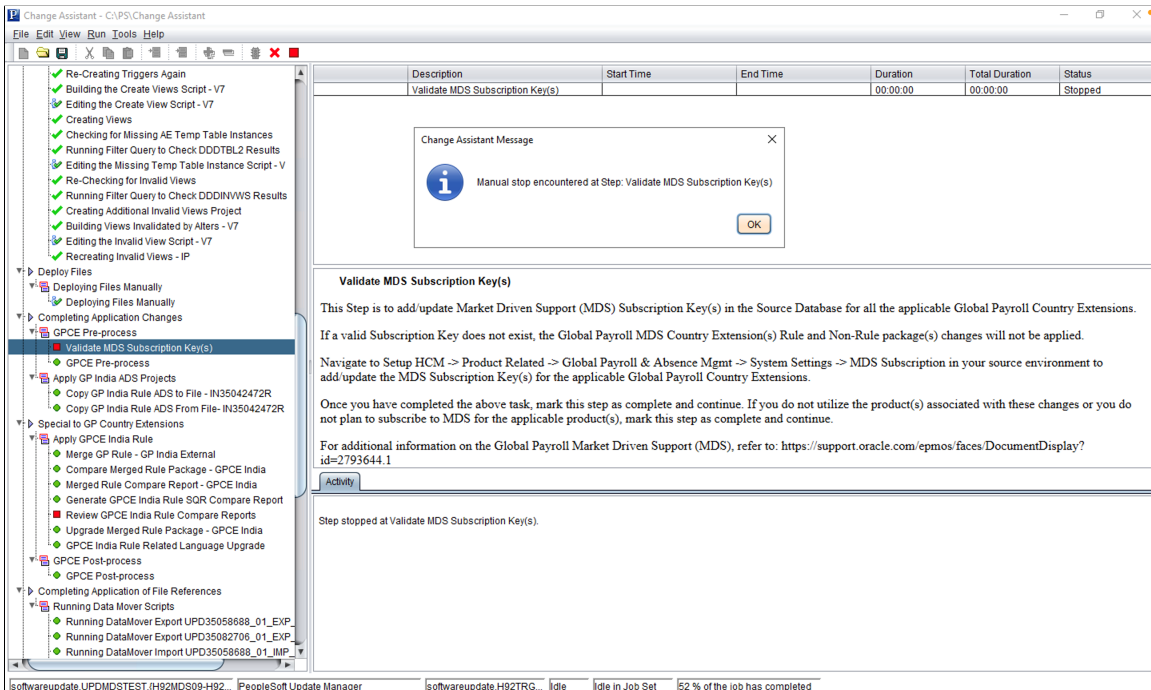 Change Assistant - C:\PS\Change Assistant
File Edit View Run Tools Help
Re-Creating Triggers Again
Building the Create Views Script - V7
Editing the Create View Script - V7
Creating Views
Checking for Missing AE Temp Table Instances
Running Filter Query to Check DDDTBL2 Results
Editing the Missing Temp Table Instance Script - V
Re-Checking for Invalid Views
Running Filter Query to Check DDDINVWS Results
Creating Additional Invalid Views Project
Building Views Invalidated by Alters - V7
Editing the Invalid View Script - V7
Recreating Invalid Views - IP
Deploy Files
Deploying Files Manually
Deploying Files Manually
Completing Application Changes
GPCE Pre-process
Validate MDS Subscription Key(s)
GPCE Pre-process
Apply GP India ADS Projects
Copy GP India Rule ADS to File - IN35042472R
Copy GP India Rule ADS From File- IN35042472R
Special to GP Country Extensions
Apply GPCE India Rule
Merge GP Rule - GP India External
Compare Merged Rule Package - GPCE India
Merged Rule Compare Report - GPCE India
Generate GPCE India Rule SQR Compare Report
Review GPCE India Rule Compare Reports
Upgrade Merged Rule Package - GPCE India
GPCE India Rule Related Language Upgrade
GPCE Post-process
GPCE Post-process
Completing Application of File References
Running Data Mover Scripts
Running DataMover Export UPD35058688_01_EXP_
Running DataMover Export UPD35082706_01_EXP_
Running DataMover Import UPD35058688_01_IMP_
Description Start Time End Time Duration Total Duration Status
Validate MDS Subscription Key(s) 00:00:00 00:00:00 Stopped
Change Assistant Message
Manual stop encountered at Step: Validate MDS Subscription Key(s)
OK
Validate MDS Subscription Key(s)
This Step is to add/update Market Driven Support (MDS) Subscription Key(s) in the Source Database for all the applicable Global Payroll Country Extensions.
If a valid Subscription Key does not exist, the Global Payroll MDS Country Extension(s) Rule and Non-Rule package(s) changes will not be applied.
Navigate to Setup HCM -> Product Related -> Global Payroll & Absence Mgmt -> System Settings -> MDS Subscription in your source environment to
add/update the MDS Subscription Key(s) for the applicable Global Payroll Country Extensions.
Once you have completed the above task, mark this step as complete and continue. If you do not utilize the product(s) associated with these changes or you do
not plan to subscribe to MDS for the applicable product(s), mark this step as complete and continue.
For additional information on the Global Payroll Market Driven Support (MDS), refer to: https://support.oracle.com/epmos/faces/DocumentDisplay?
id=2793644.1
Activity
Step stopped at Validate MDS Subscription Key(s).
softwareupdate.UPDMDSTEST.(H92MDS09-H92... PeopleSoft Update Manager softwareupdate.H92TRG... Idle Idle in Job Set 52 % of the job has completed